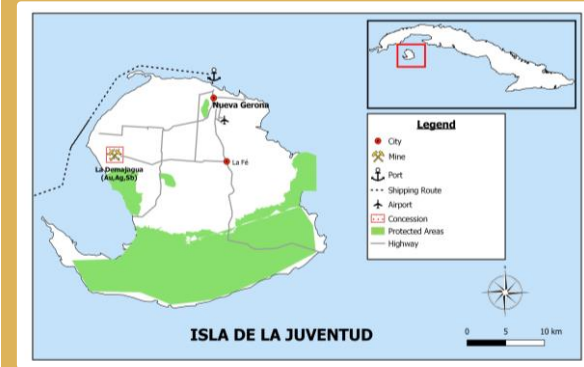 Nueva Gerona
La Fé
La Demajagua
(Au,Ag,Sb)
Legend
City
Mine
Port
Shipping Route
Airport
Concession
Protected Areas
Highway
ISLA DE LA JUVENTUD
0 5 10 km